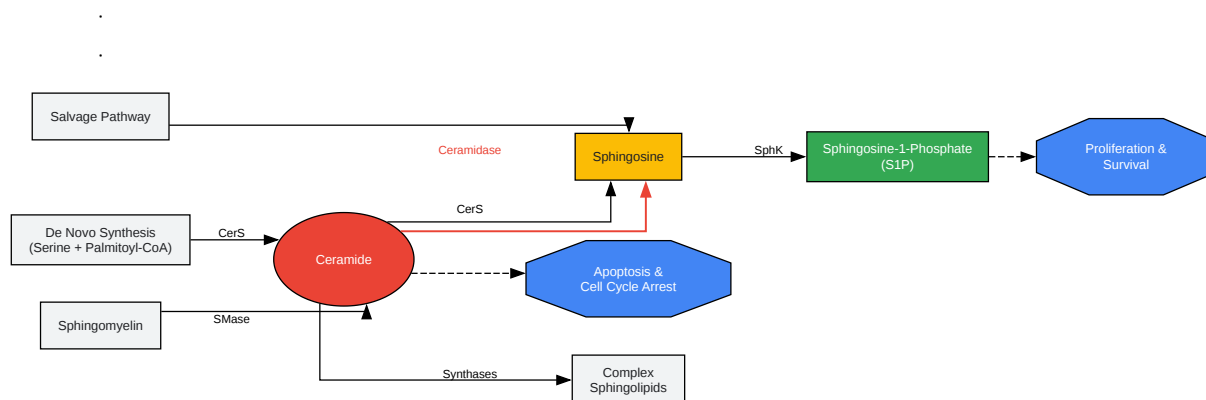 Salvage Pathway
Ceramidase
Sphingosine
SphK
Sphingosine-1-Phosphate
(S1P)
Proliferation &
Survival
De Novo Synthesis
(Serine + Palmitoyl-CoA)
CerS
CerS
Ceramide
Apoptosis &
Cell Cycle Arrest
Sphingomyelin
SMase
Synthases
Complex
Sphingolipids